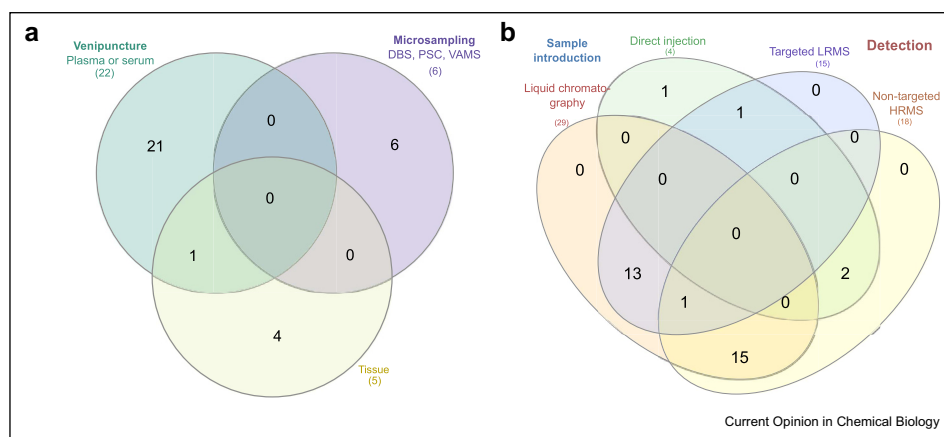 a
Venipuncture
Plasma or serum
(22)
Microsampling
DBS, PSC, VAMS
(6)
0
21
6
0
1
0
4
Tissue
(5)
b
Sample
introduction
Direct injection
(4)
Targeted LRMS
(15)
Detection
Liquid chromato-
graphy
(29)
Non-targeted
HRMS
(18)
1
0
1
0
0
0
0
0
0
0
13
2
1
0
15
Current Opinion in Chemical Biology